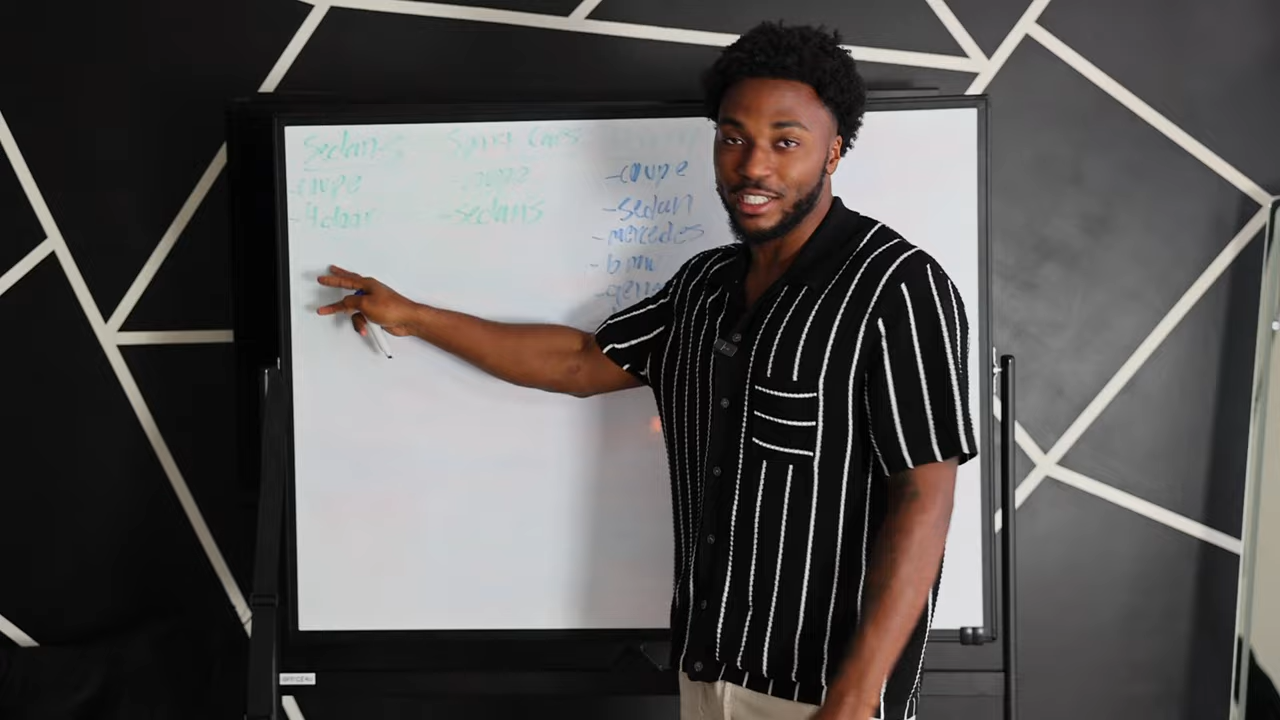 Sedans
-coupe
-4 door
Sport Cars
-coupe
-sedans
-coupe
-sedan
-mercedes
-bmw